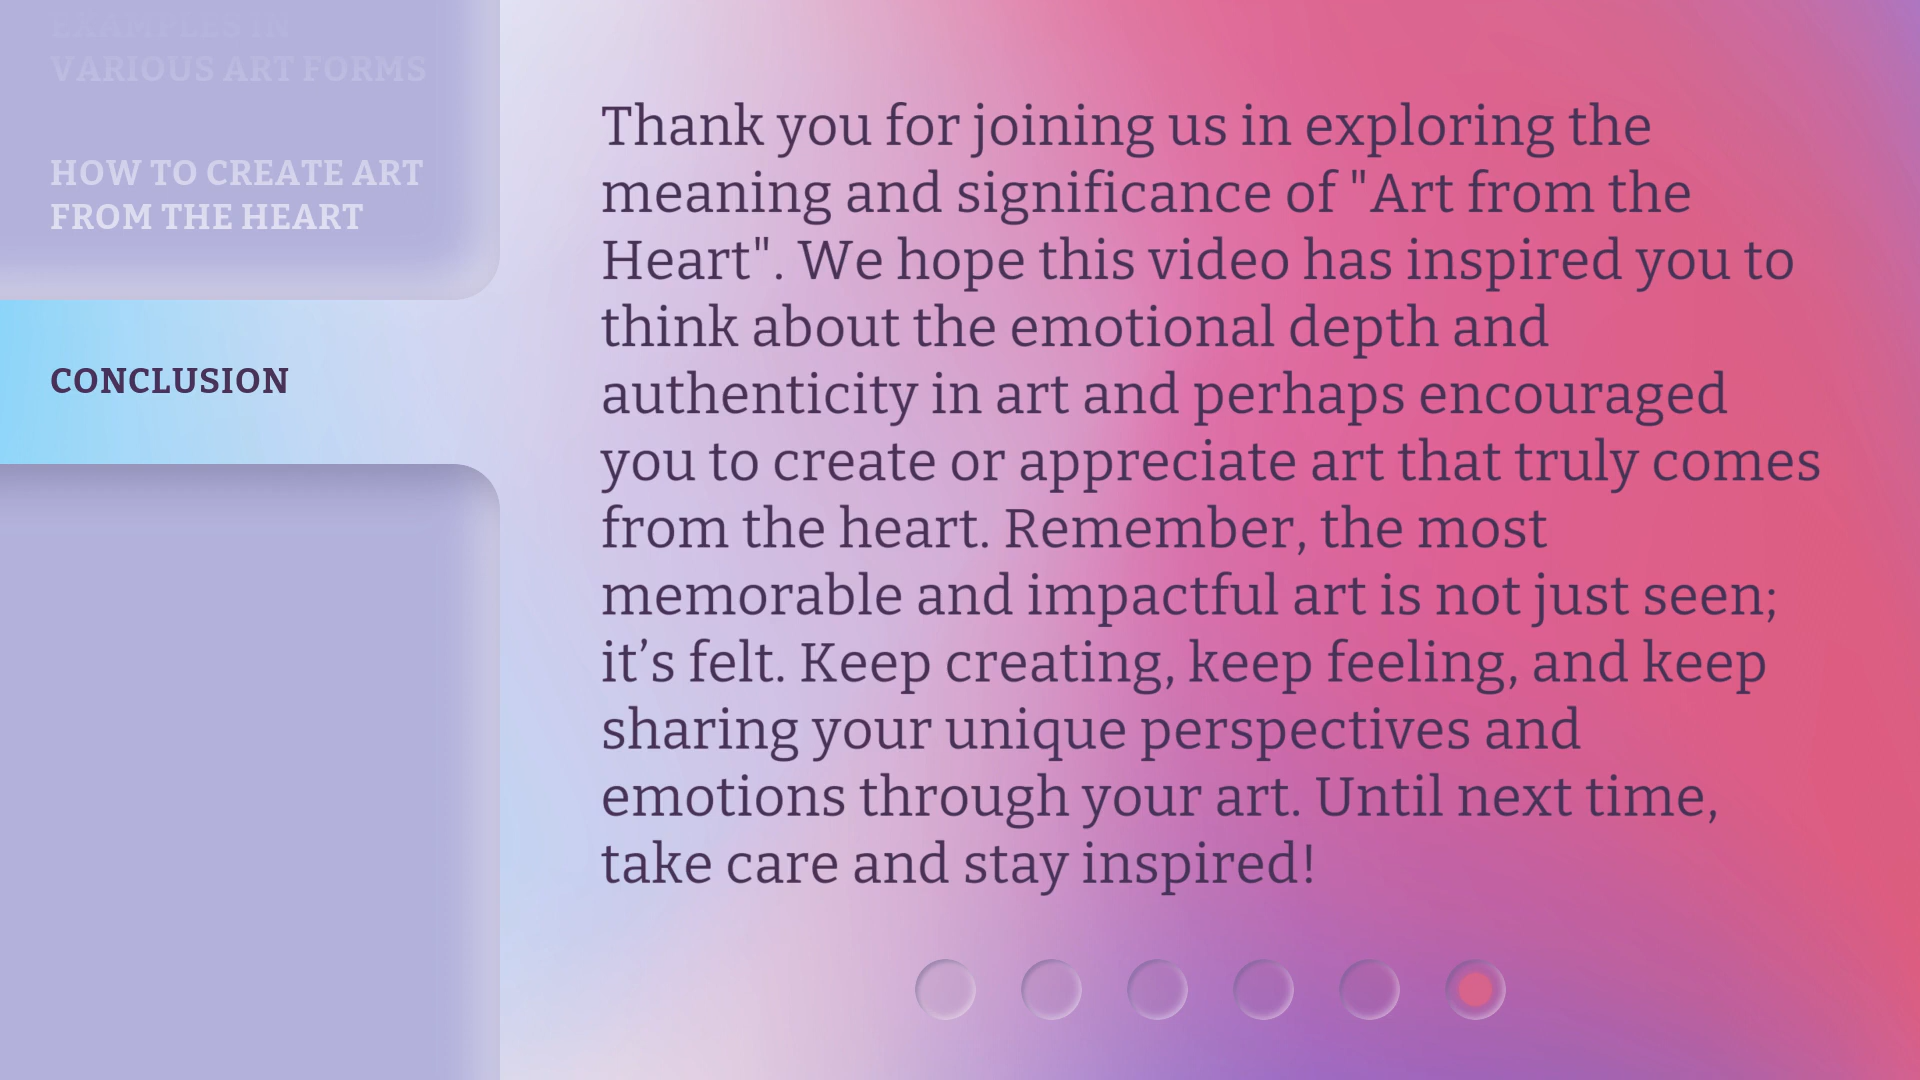 EXAMPLES IN
VARIOUS ART FORMS
HOW TO CREATE ART
FROM THE HEART
CONCLUSION
Thank you for joining us in exploring the
meaning and significance of "Art from the
Heart". We hope this video has inspired you to
think about the emotional depth and
authenticity in art and perhaps encouraged
you to create or appreciate art that truly comes
from the heart. Remember, the most
memorable and impactful art is not just seen;
it’s felt. Keep creating, keep feeling, and keep
sharing your unique perspectives and
emotions through your art. Until next time,
take care and stay inspired!